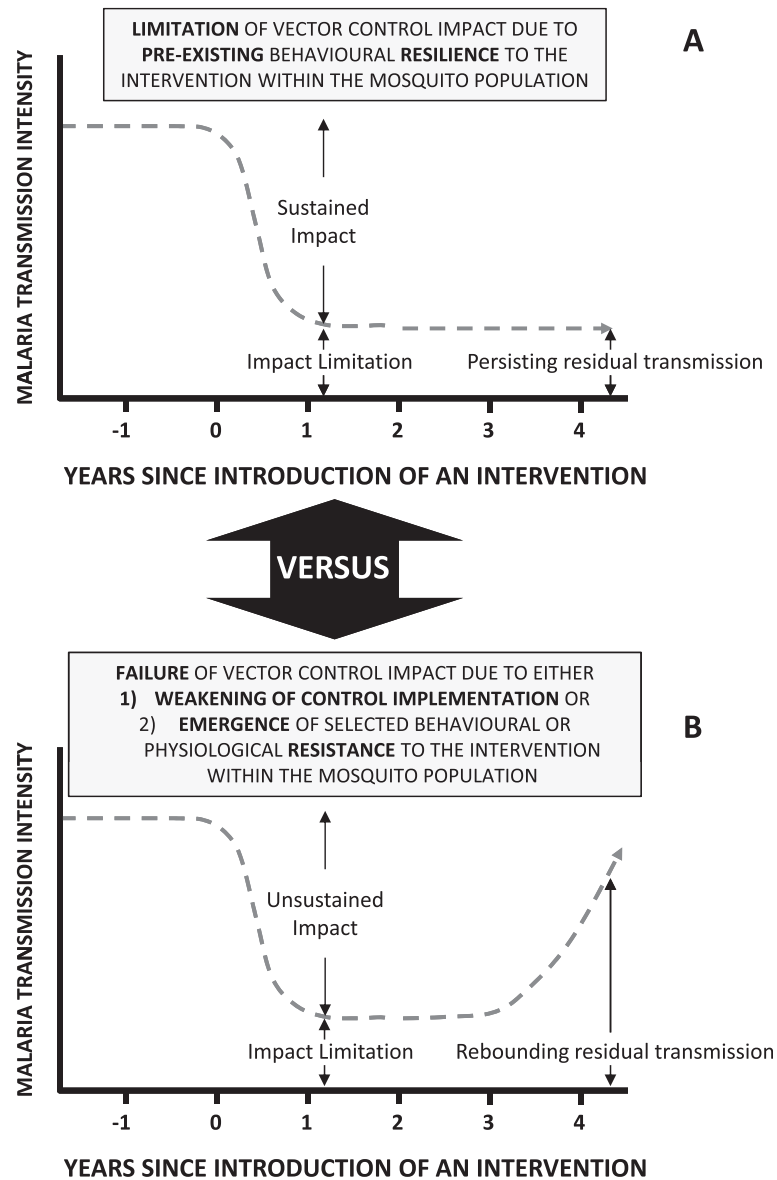 LIMITATION OF VECTOR CONTROL IMPACT DUE TO
PRE-EXISTING BEHAVIOURAL RESILIENCE TO THE
INTERVENTION WITHIN THE MOSQUITO POPULATION
A
MALARIA TRANSMISSION INTENSITY
Sustained
Impact
Impact Limitation
Persisting residual transmission
-1 0 1 2 3 4
YEARS SINCE INTRODUCTION OF AN INTERVENTION
VERSUS
FAILURE OF VECTOR CONTROL IMPACT DUE TO EITHER
1) WEAKENING OF CONTROL IMPLEMENTATION OR
2) EMERGENCE OF SELECTED BEHAVIOURAL OR
PHYSIOLOGICAL RESISTANCE TO THE INTERVENTION
WITHIN THE MOSQUITO POPULATION
B
MALARIA TRANSMISSION INTENSITY
Unsustained
Impact
Impact Limitation
Rebounding residual transmission
-1 0 1 2 3 4
YEARS SINCE INTRODUCTION OF AN INTERVENTION